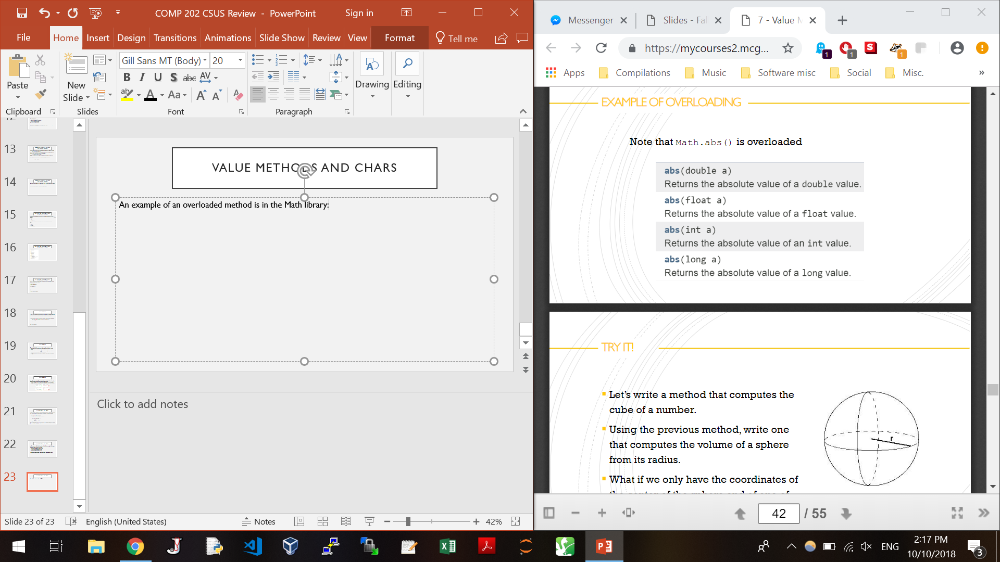 COMP 202 CSUS Review - PowerPoint
Sign in
File
Home
Insert
Design
Transitions
Animations
Slide Show
Review
View
Format
Tell me
Paste
Clipboard
New
Slide
Slides
Gill Sans MT (Body)
20
B I U S abc AV
Aa
Font
Paragraph
Drawing
Editing
13
14
15
16
17
18
19
20
21
22
23
VALUE METHODS AND CHARS
An example of an overloaded method is in the Math library:
Click to add notes
Slide 23 of 23
English (United States)
Notes
42%
Messenger
Slides - Fal
7 - Value M
https://mycourses2.mcg...
1
1
1
Apps
Compilations
Music
Software misc
Social
Misc.
»
EXAMPLE OF OVERLOADING
Note that Math.abs() is overloaded
abs(double a)
Returns the absolute value of a double value.
abs(float a)
Returns the absolute value of a float value.
abs(int a)
Returns the absolute value of an int value.
abs(long a)
Returns the absolute value of a long value.
TRY IT!
Let's write a method that computes the
cube of a number.
Using the previous method, write one
that computes the volume of a sphere
from its radius.
What if we only have the coordinates of
r
42 / 55
ENG
2:17 PM
10/10/2018
3